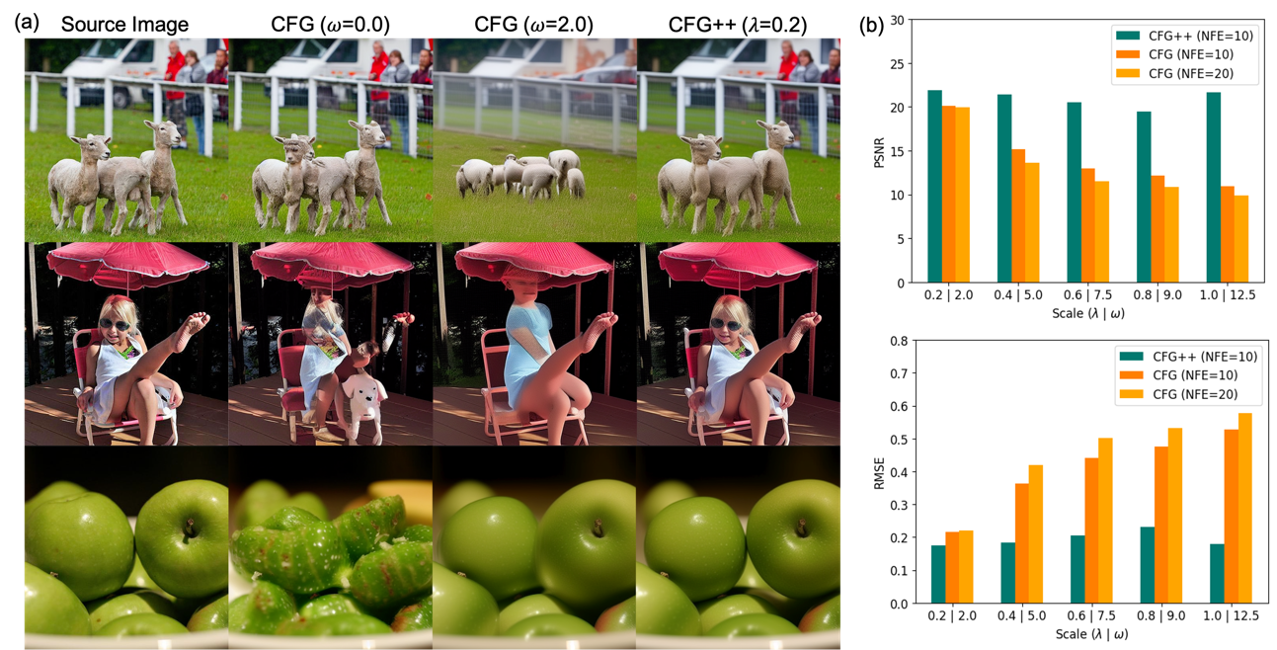 (a)
Source Image
CFG (ω=0.0)
CFG (ω=2.0)
CFG++ (λ=0.2)
(b)
30
25
20
15
10
5
0
PSNR
CFG++ (NFE=10)
CFG (NFE=10)
CFG (NFE=20)
0.2 | 2.0
0.4 | 5.0
0.6 | 7.5
0.8 | 9.0
1.0 | 12.5
Scale (λ | ω)
0.8
0.7
0.6
0.5
0.4
0.3
0.2
0.1
0.0
RMSE
CFG++ (NFE=10)
CFG (NFE=10)
CFG (NFE=20)
0.2 | 2.0
0.4 | 5.0
0.6 | 7.5
0.8 | 9.0
1.0 | 12.5
Scale (λ | ω)